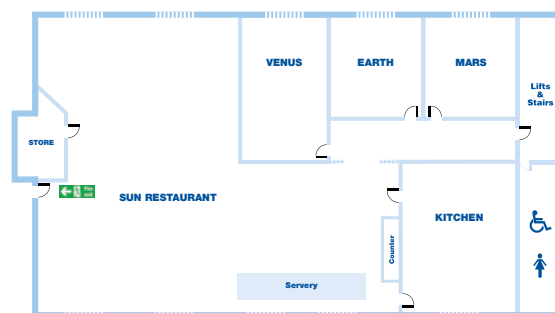 VENUS
EARTH
MARS
Lifts
&
Stairs
STORE
Fire
exit
SUN RESTAURANT
KITCHEN
Counter
Servery